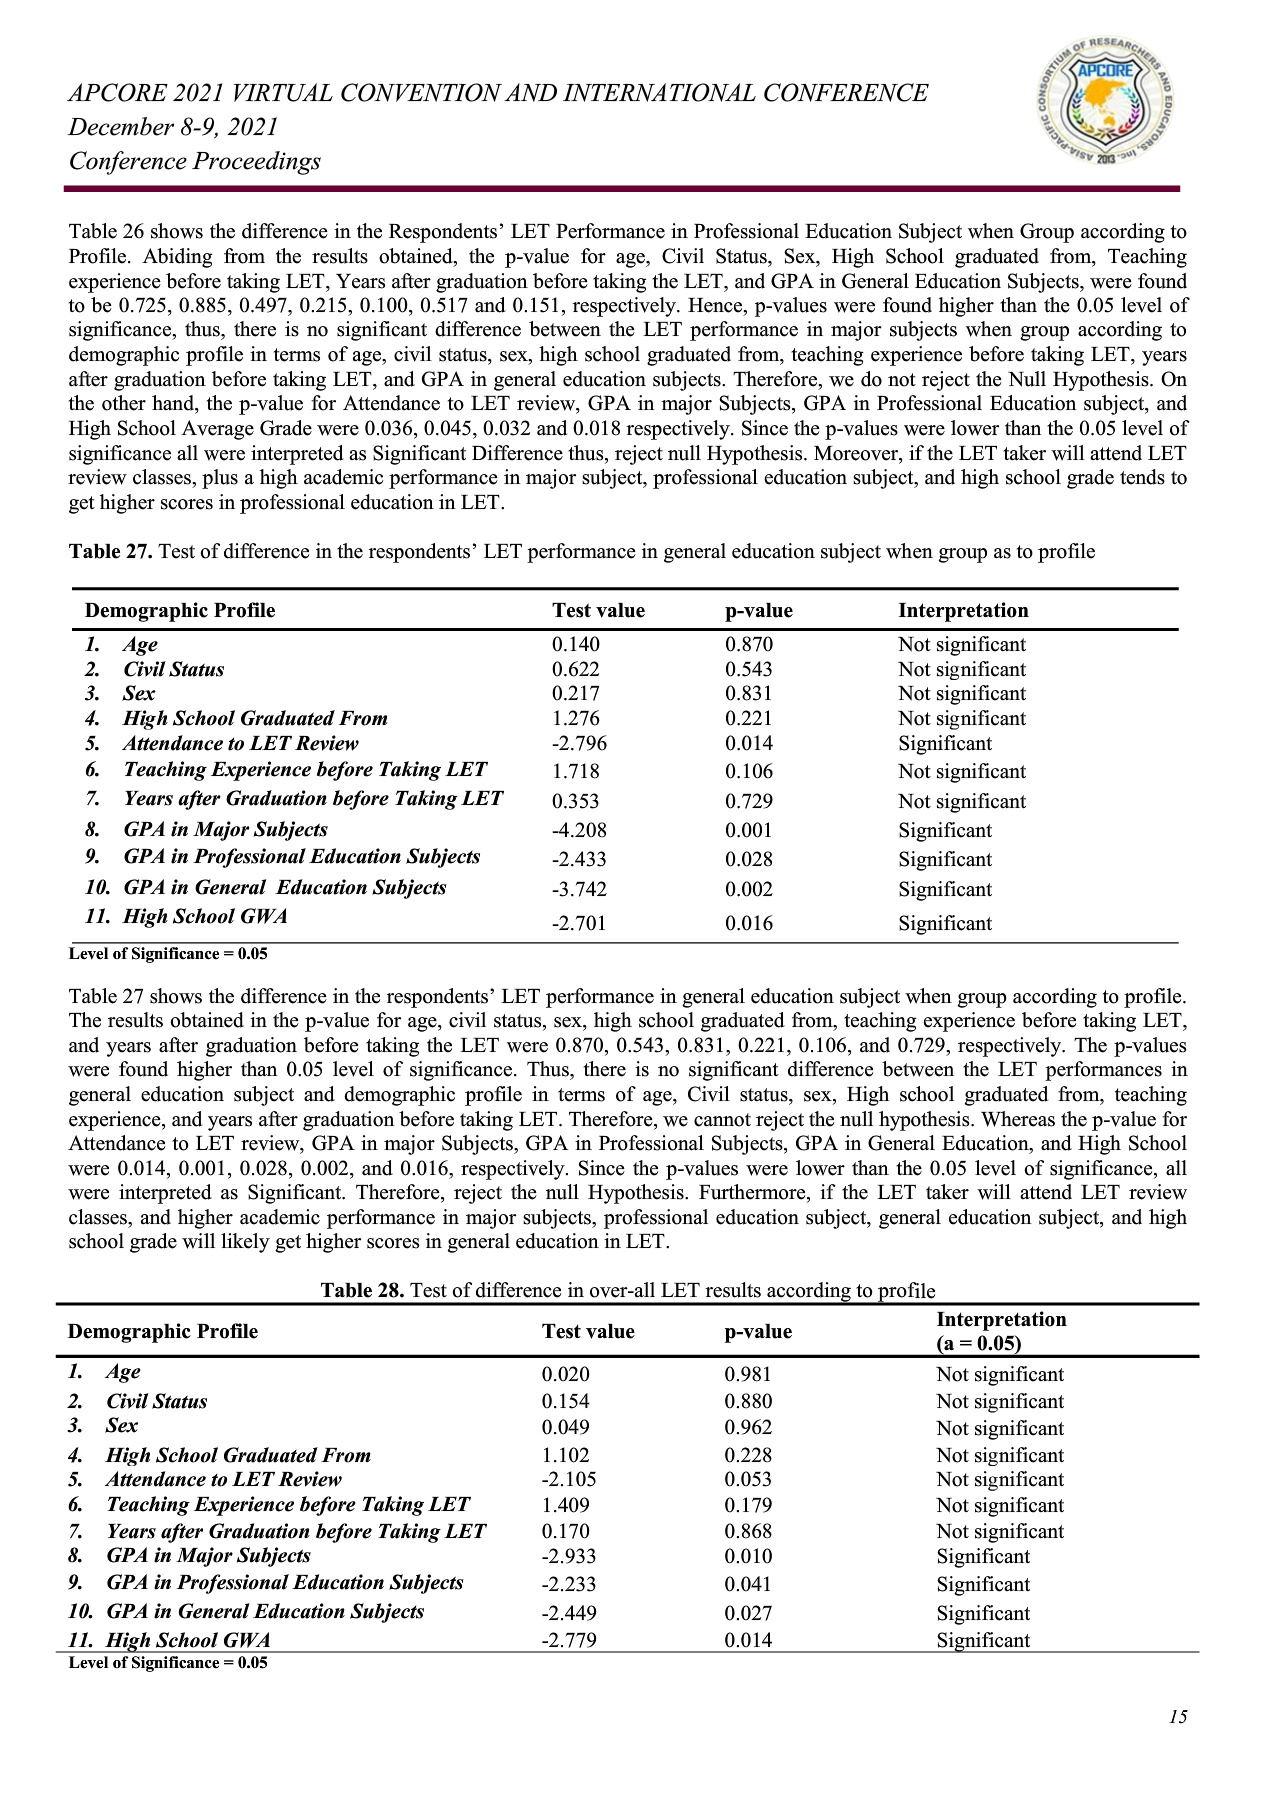 APCORE 2021 VIRTUAL CONVENTION AND INTERNATIONAL CONFERENCE
December 8-9, 2021
Conference Proceedings
ASIA-PACIFIC CONSORTIUM OF RESEARCHERS AND EDUCATORS, Inc.
APCORE
2013
Table 26 shows the difference in the Respondents’ LET Performance in Professional Education Subject when Group according to
Profile. Abiding from the results obtained, the p-value for age, Civil Status, Sex, High School graduated from, Teaching
experience before taking LET, Years after graduation before taking the LET, and GPA in General Education Subjects, were found
to be 0.725, 0.885, 0.497, 0.215, 0.100, 0.517 and 0.151, respectively. Hence, p-values were found higher than the 0.05 level of
significance, thus, there is no significant difference between the LET performance in major subjects when group according to
demographic profile in terms of age, civil status, sex, high school graduated from, teaching experience before taking LET, years
after graduation before taking LET, and GPA in general education subjects. Therefore, we do not reject the Null Hypothesis. On
the other hand, the p-value for Attendance to LET review, GPA in major Subjects, GPA in Professional Education subject, and
High School Average Grade were 0.036, 0.045, 0.032 and 0.018 respectively. Since the p-values were lower than the 0.05 level of
significance all were interpreted as Significant Difference thus, reject null Hypothesis. Moreover, if the LET taker will attend LET
review classes, plus a high academic performance in major subject, professional education subject, and high school grade tends to
get higher scores in professional education in LET.
Table 27. Test of difference in the respondents’ LET performance in general education subject when group as to profile
Demographic Profile Test value p-value Interpretation
1. Age 0.140 0.870 Not significant
2. Civil Status 0.622 0.543 Not significant
3. Sex 0.217 0.831 Not significant
4. High School Graduated From 1.276 0.221 Not significant
5. Attendance to LET Review -2.796 0.014 Significant
6. Teaching Experience before Taking LET 1.718 0.106 Not significant
7. Years after Graduation before Taking LET 0.353 0.729 Not significant
8. GPA in Major Subjects -4.208 0.001 Significant
9. GPA in Professional Education Subjects -2.433 0.028 Significant
10. GPA in General Education Subjects -3.742 0.002 Significant
11. High School GWA -2.701 0.016 Significant
Level of Significance = 0.05
Table 27 shows the difference in the respondents’ LET performance in general education subject when group according to profile.
The results obtained in the p-value for age, civil status, sex, high school graduated from, teaching experience before taking LET,
and years after graduation before taking the LET were 0.870, 0.543, 0.831, 0.221, 0.106, and 0.729, respectively. The p-values
were found higher than 0.05 level of significance. Thus, there is no significant difference between the LET performances in
general education subject and demographic profile in terms of age, Civil status, sex, High school graduated from, teaching
experience, and years after graduation before taking LET. Therefore, we cannot reject the null hypothesis. Whereas the p-value for
Attendance to LET review, GPA in major Subjects, GPA in Professional Subjects, GPA in General Education, and High School
were 0.014, 0.001, 0.028, 0.002, and 0.016, respectively. Since the p-values were lower than the 0.05 level of significance, all
were interpreted as Significant. Therefore, reject the null Hypothesis. Furthermore, if the LET taker will attend LET review
classes, and higher academic performance in major subjects, professional education subject, general education subject, and high
school grade will likely get higher scores in general education in LET.
Table 28. Test of difference in over-all LET results according to profile
Demographic Profile Test value p-value Interpretation
(a = 0.05)
1. Age 0.020 0.981 Not significant
2. Civil Status 0.154 0.880 Not significant
3. Sex 0.049 0.962 Not significant
4. High School Graduated From 1.102 0.228 Not significant
5. Attendance to LET Review -2.105 0.053 Not significant
6. Teaching Experience before Taking LET 1.409 0.179 Not significant
7. Years after Graduation before Taking LET 0.170 0.868 Not significant
8. GPA in Major Subjects -2.933 0.010 Significant
9. GPA in Professional Education Subjects -2.233 0.041 Significant
10. GPA in General Education Subjects -2.449 0.027 Significant
11. High School GWA -2.779 0.014 Significant
Level of Significance = 0.05
15